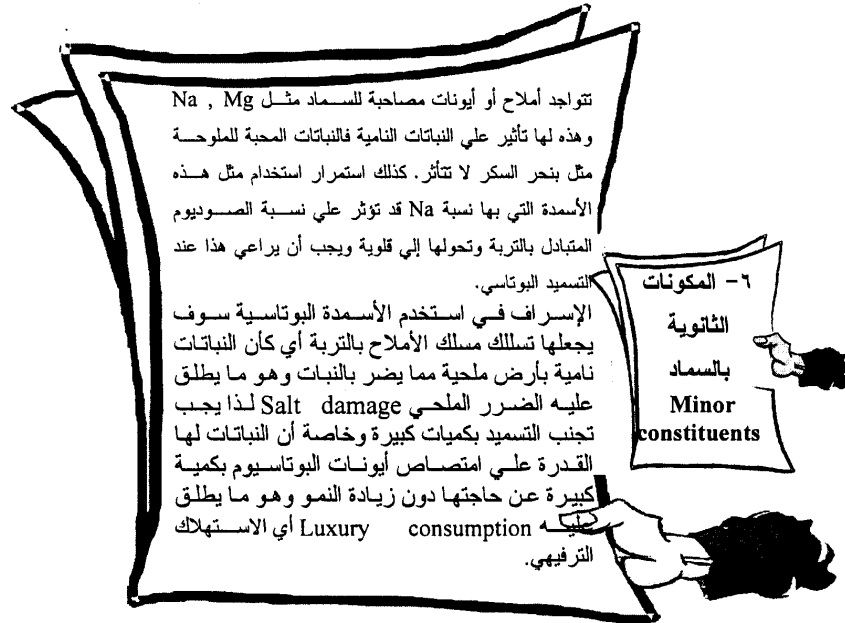 ٦- المكونات
الثانوية
بالسماد
Minor
constituents
تتواجد أملاح أو أيونات مصاحبة للسماد مثل Na , Mg
وهذه لها تأثير علي النباتات النامية فالنباتات المحبة للملوحة
مثل بنحر السكر لا تتأثر. كذلك استمرار استخدام مثل هذه
الأسمدة التي بها نسبة Na قد تؤثر علي نسبة الصوديوم
المتبادل بالتربة وتحولها إلي قلوية ويجب أن يراعي هذا عند
التسميد البوتاسي.
الإسراف في استخدم الأسمدة البوتاسية سوف
يجعلها تسلك مسلك الأملاح بالتربة أي كأن النباتات
نامية بأرض ملحية مما يضر بالنبات وهو ما يطلق
عليه الضرر الملحي Salt damage لذا يجب
تجنب التسميد بكميات كبيرة وخاصة أن النباتات لها
القدرة علي امتصاص أيونات البوتاسيوم بكمية
كبيرة عن حاجتها دون زيادة النمو وهو ما يطلق
عليه Luxury consumption أي الاستهلاك
الترفيهي.